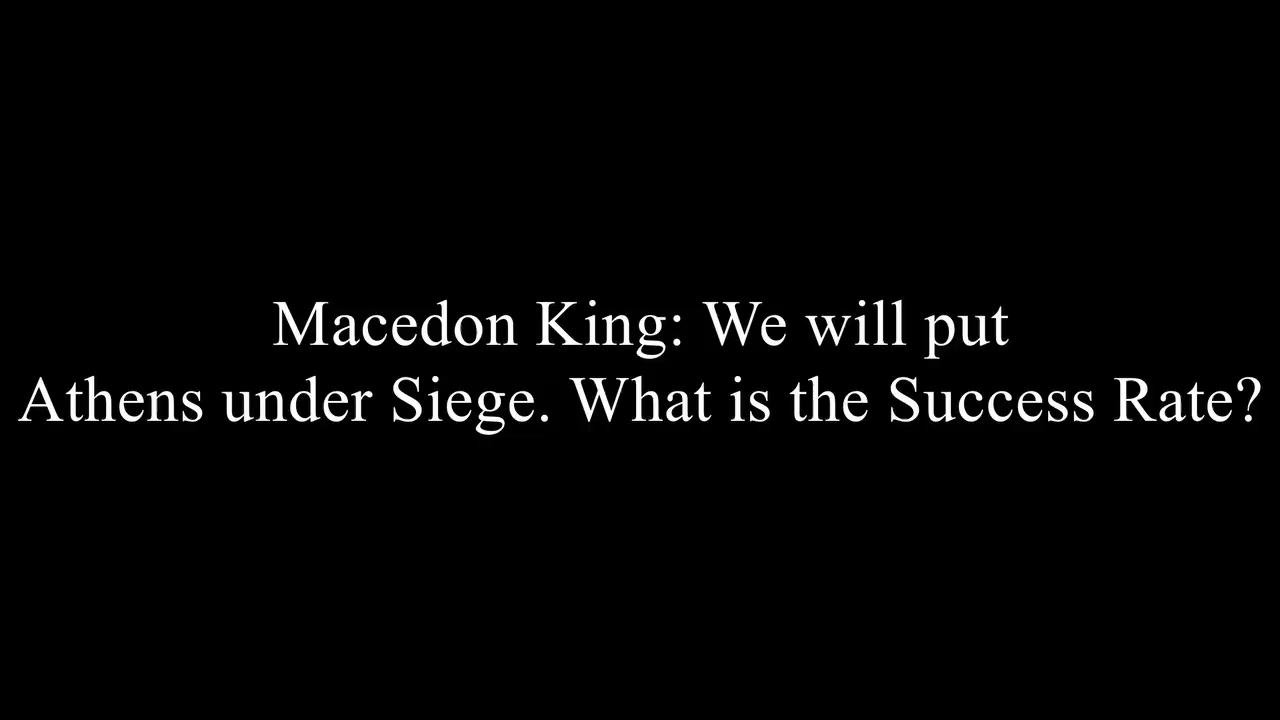 Macedon King: We will put
Athens under Siege. What is the Success Rate?